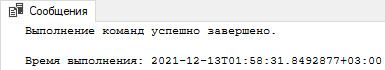 Сообщения
Выполнение команд успешно завершено.
Время выполнения: 2021-12-13T01:58:31.8492877+03:00